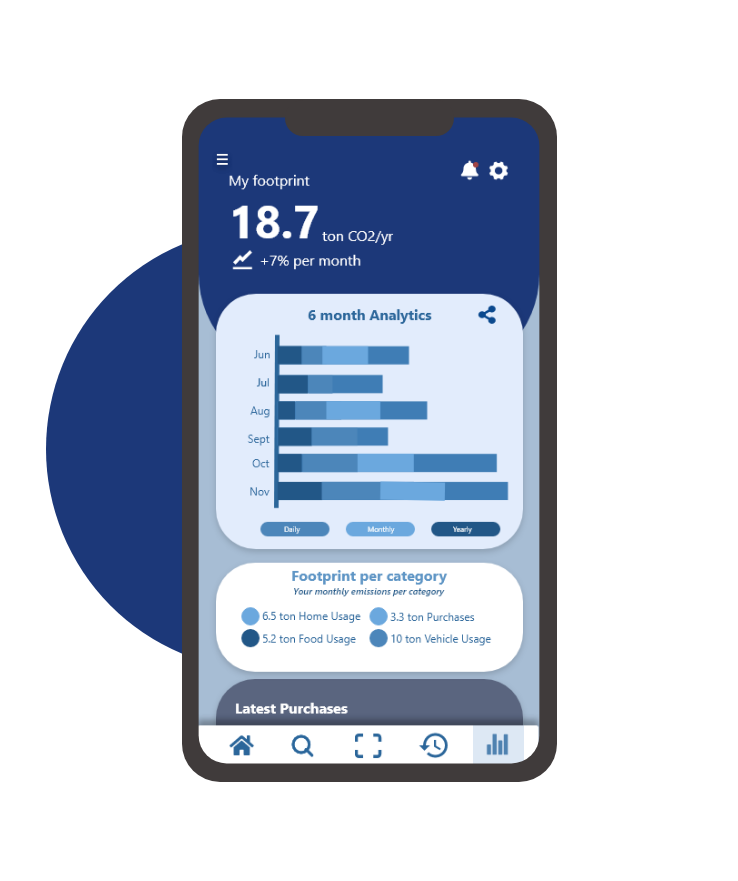 My footprint
18.7 ton CO2/yr
+7% per month
6 month Analytics
Jun
Jul
Aug
Sept
Oct
Nov
Daily Monthly Yearly
Footprint per category
Your monthly emissions per category
6.5 ton Home Usage 3.3 ton Purchases
5.2 ton Food Usage 10 ton Vehicle Usage
Latest Purchases